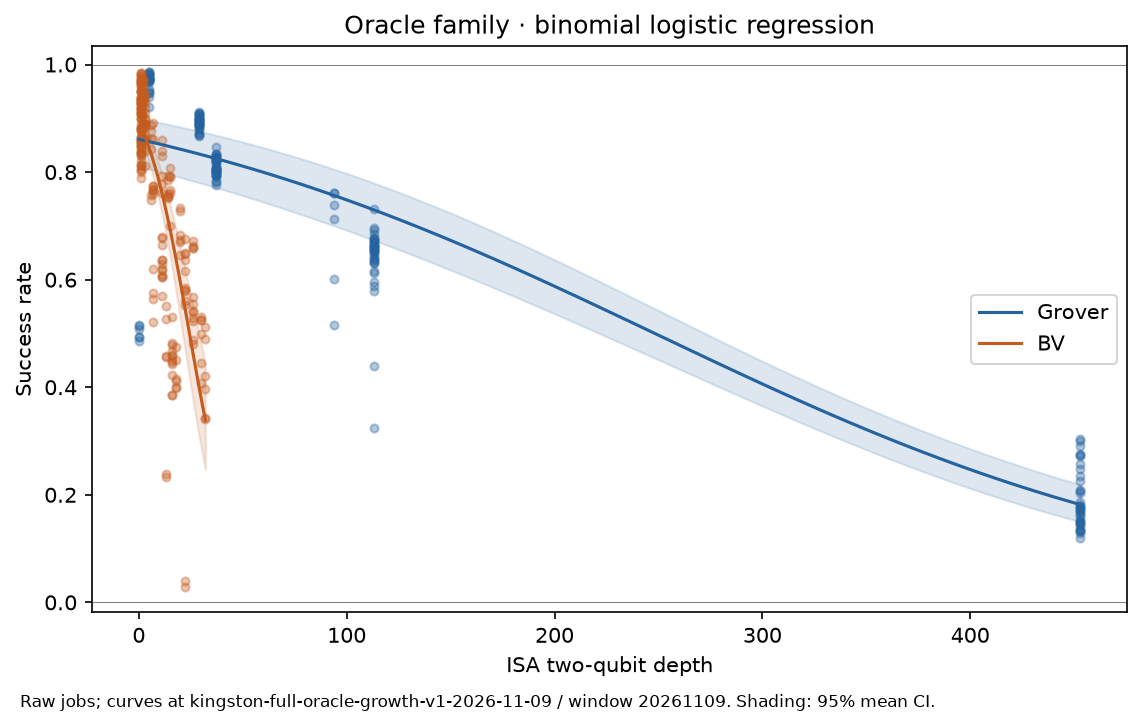 Oracle family · binomial logistic regression
1.0
0.8
0.6
0.4
0.2
0.0
Success rate
Grover
BV
0
100
200
300
400
ISA two-qubit depth
Raw jobs; curves at kingston-full-oracle-growth-v1-2026-11-09 / window 20261109. Shading: 95% mean CI.